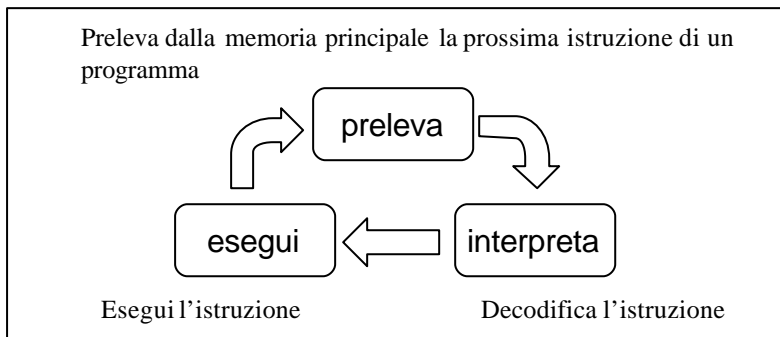 Preleva dalla memoria principale la prossima istruzione di un
programma
preleva
esegui
interpreta
Esegui l’istruzione
Decodifica l’istruzione